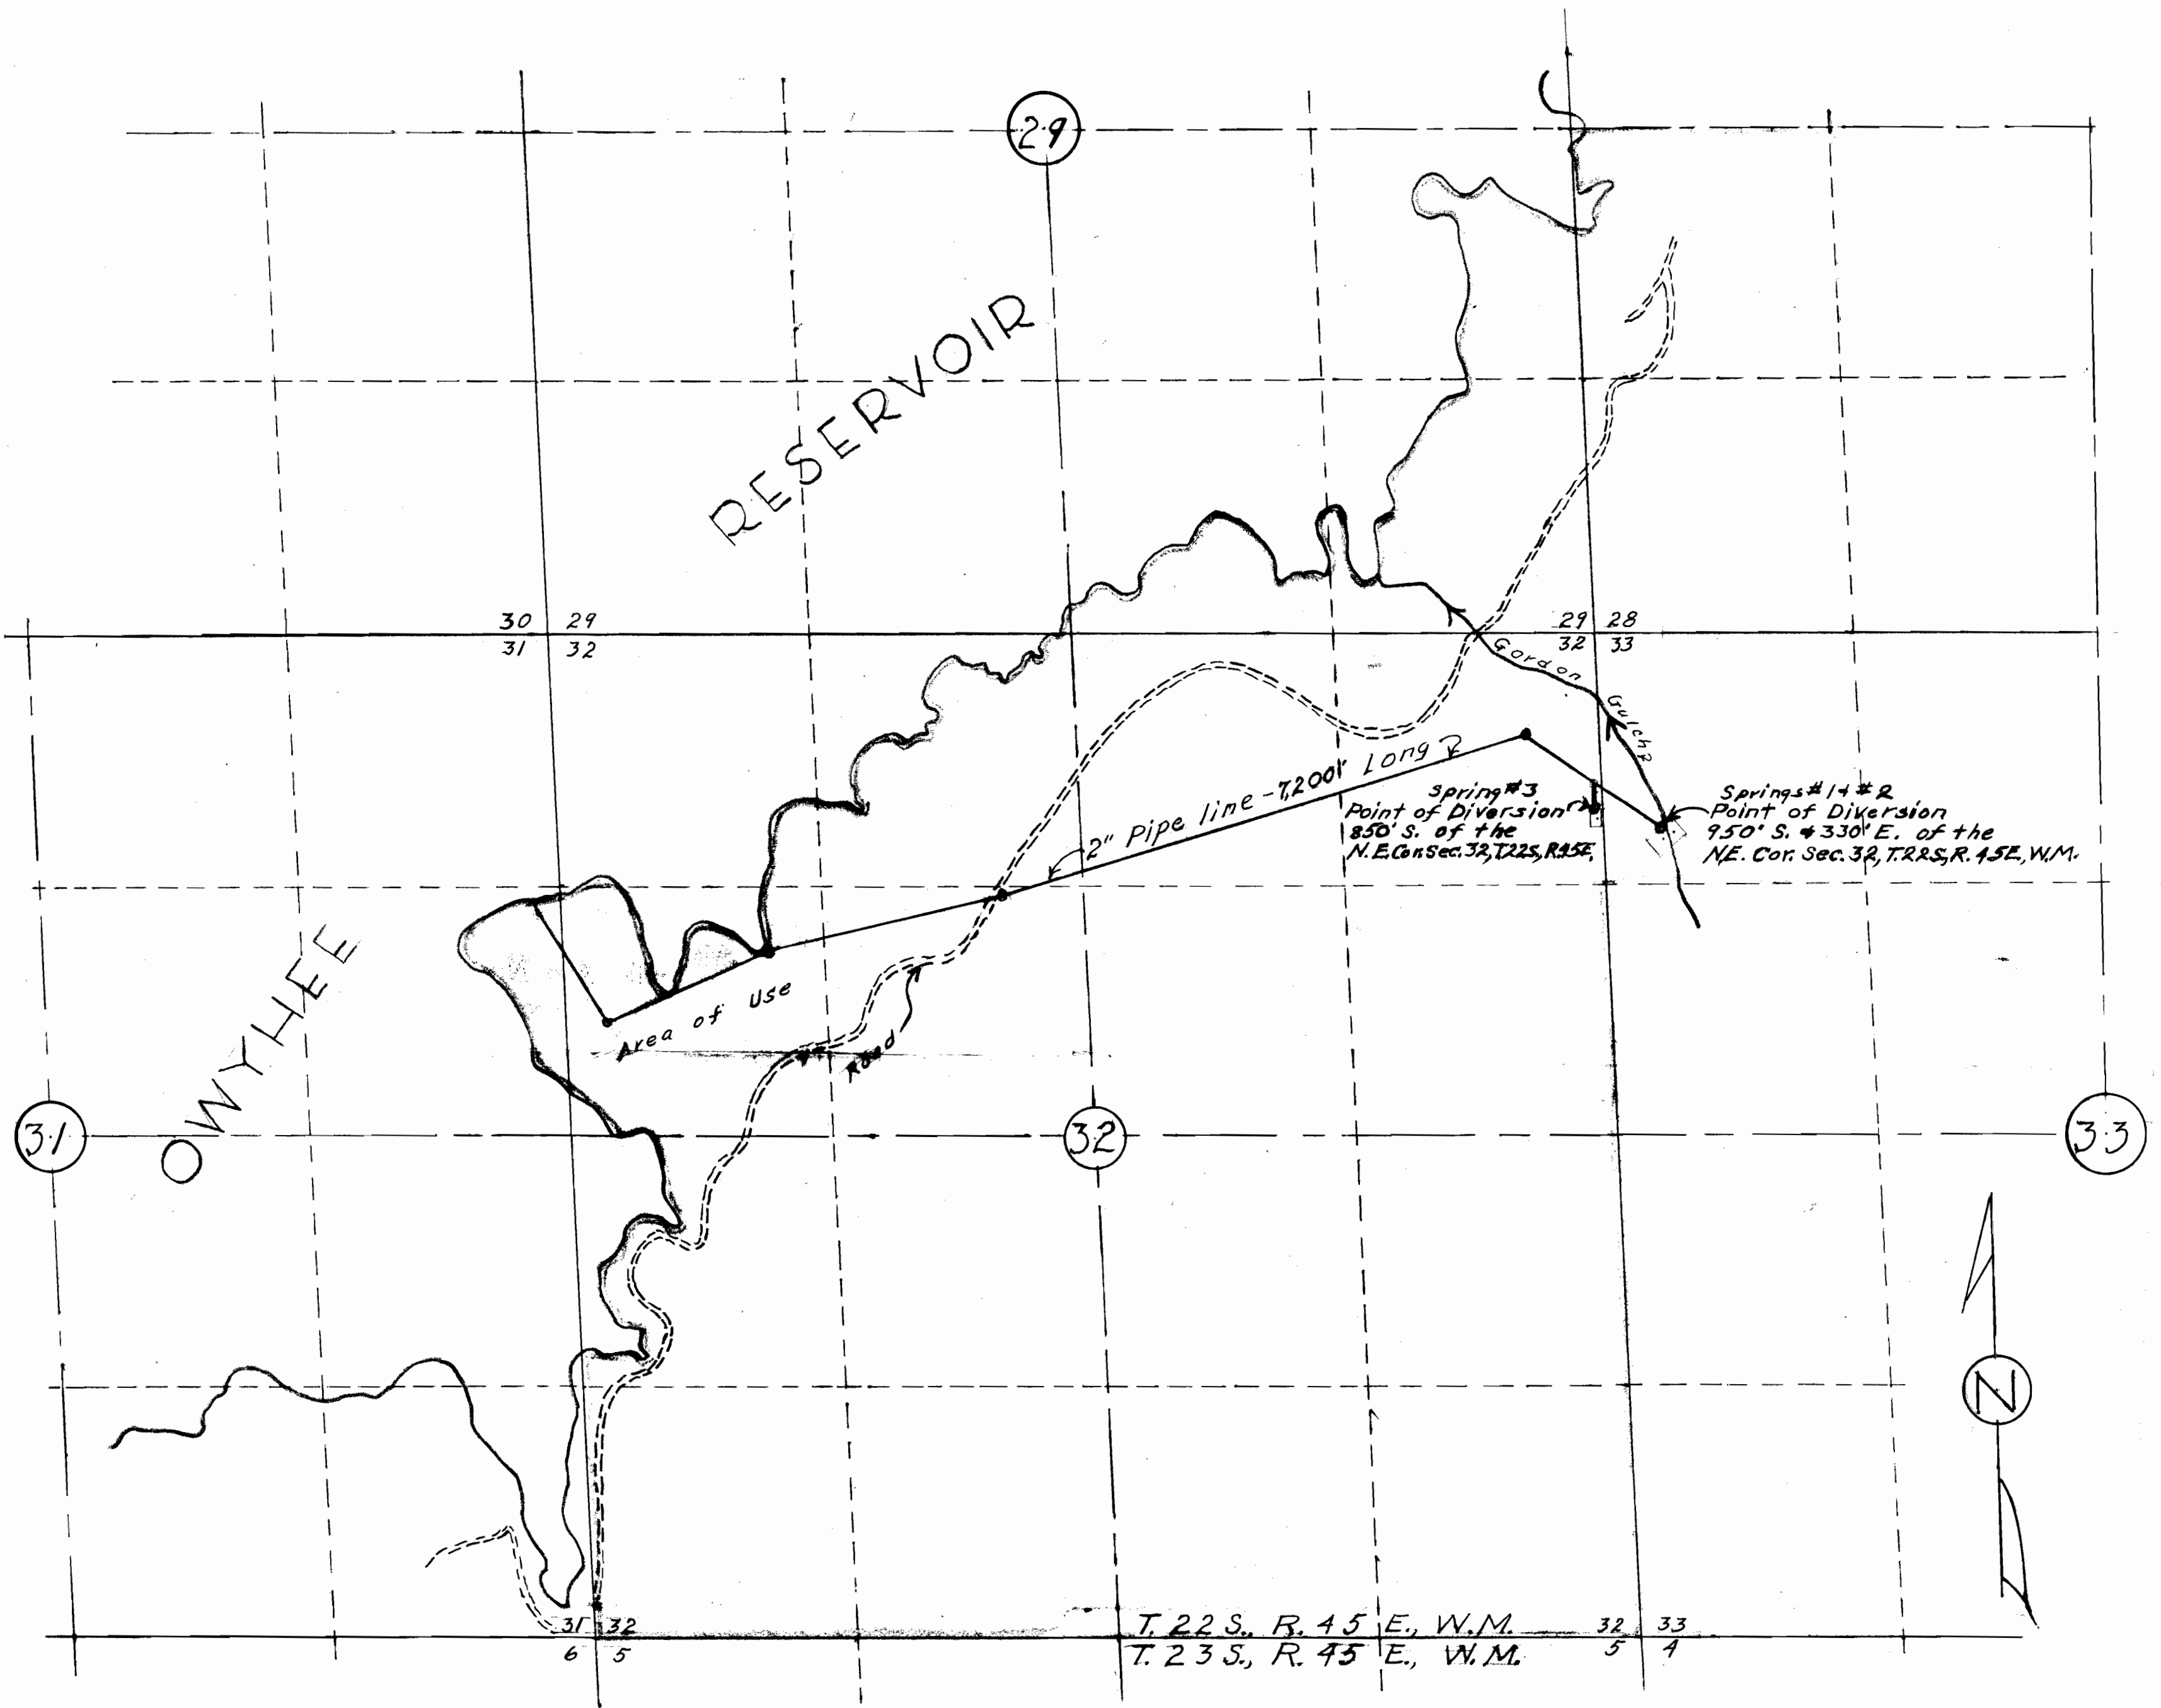 29
RESERVOIR
30 29
31 32
29 28
32 33
Gordon
Gulch
2" Pipe line - 7,200' Long
Spring #3
Point of Diversion
850' S. of the
N.E. Cor. Sec. 32, T.22S, R.45E,
Springs #1 & #2
Point of Diversion
950' S. & 330' E. of the
N.E. Cor. Sec. 32, T.22S, R.45E, W.M.
Area of Use
Road
OWYHEE
31
32
33
N
31 32
6 5
T. 22 S., R. 45 E., W.M.
T. 23 S., R. 45 E., W.M.
32 33
5 4